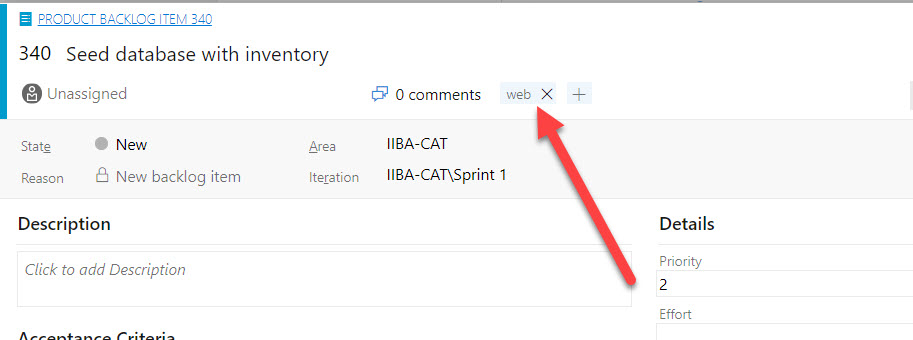 PRODUCT BACKLOG ITEM 340
340 Seed database with inventory
Unassigned 0 comments web
State New Area IIBA-CAT
Reason New backlog item Iteration IIBA-CAT\Sprint 1
Description Details
Click to add Description Priority
2
Effort
Acceptance Criteria